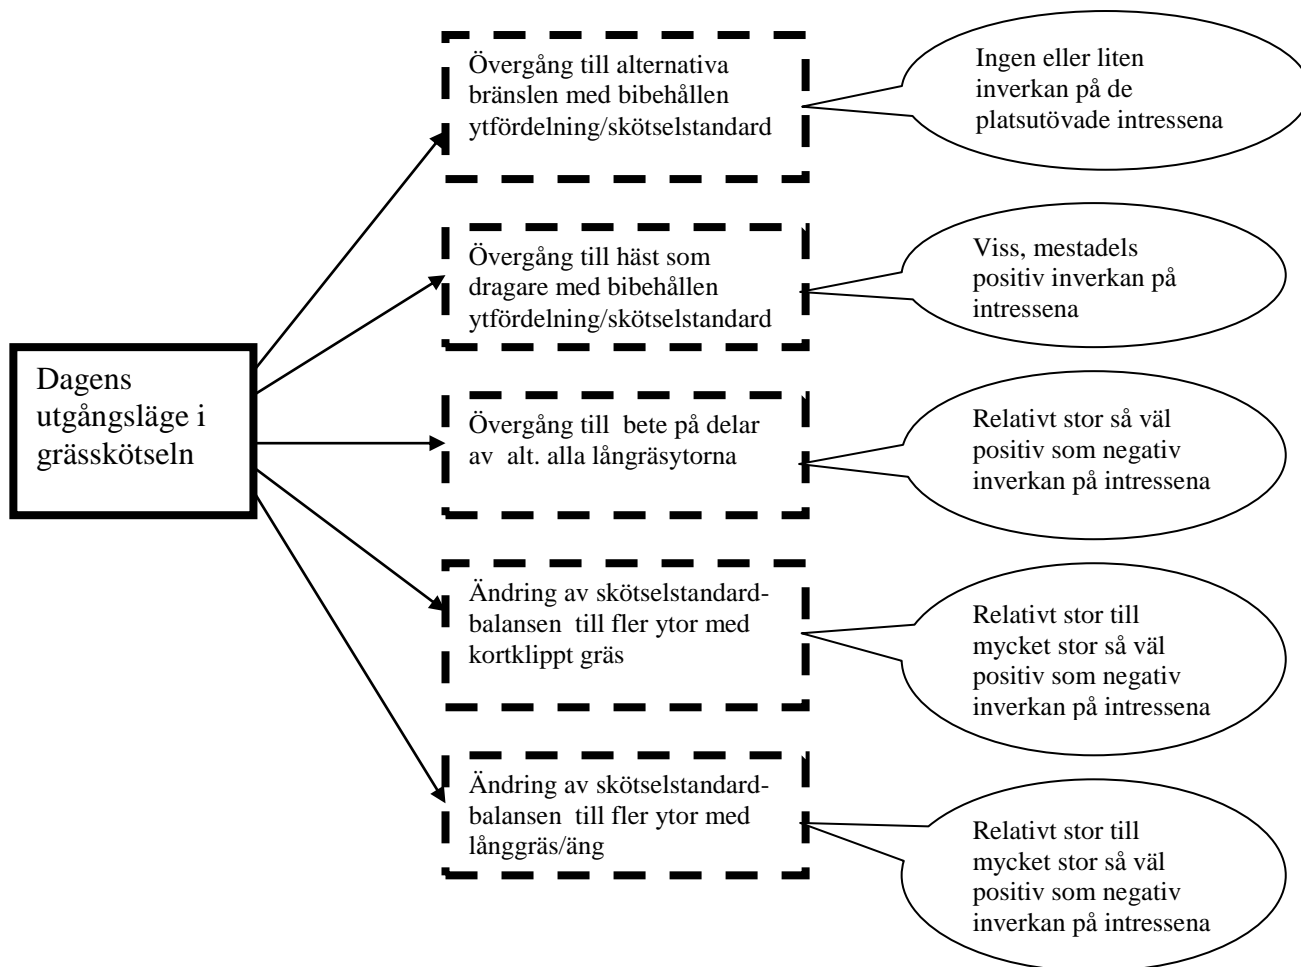 Övergång till alternativa
bränslen med bibehållen
ytfördelning/skötselstandard
Ingen eller liten
inverkan på de
platsutövade intressena
Övergång till häst som
dragare med bibehållen
ytfördelning/skötselstandard
Viss, mestadels
positiv inverkan på
intressena
Dagens
utgångsläge i
grässkötseln
Övergång till bete på delar
av alt. alla långräsytorna
Relativt stor så väl
positiv som negativ
inverkan på intressena
Ändring av skötselstandard-
balansen till fler ytor med
kortklippt gräs
Relativt stor till
mycket stor så väl
positiv som negativ
inverkan på intressena
Ändring av skötselstandard-
balansen till fler ytor med
långgräs/äng
Relativt stor till
mycket stor så väl
positiv som negativ
inverkan på intressena